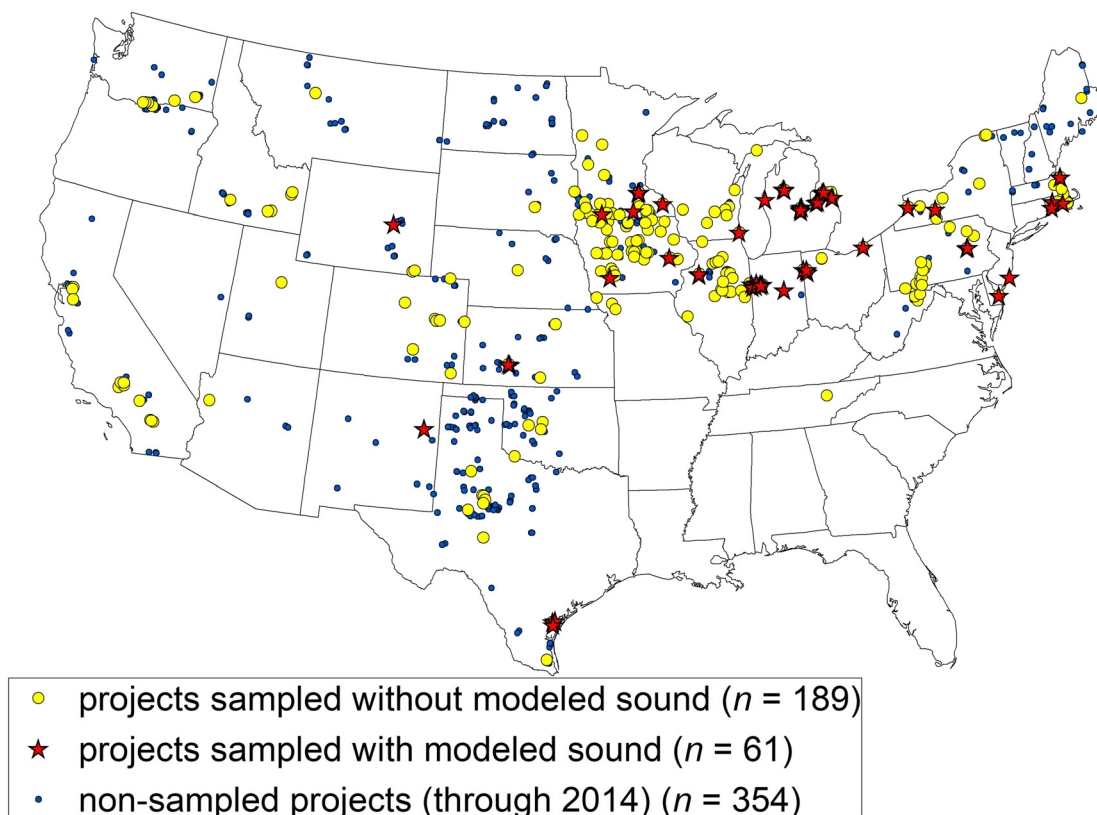 projects sampled without modeled sound (n = 189)
projects sampled with modeled sound (n = 61)
non-sampled projects (through 2014) (n = 354)